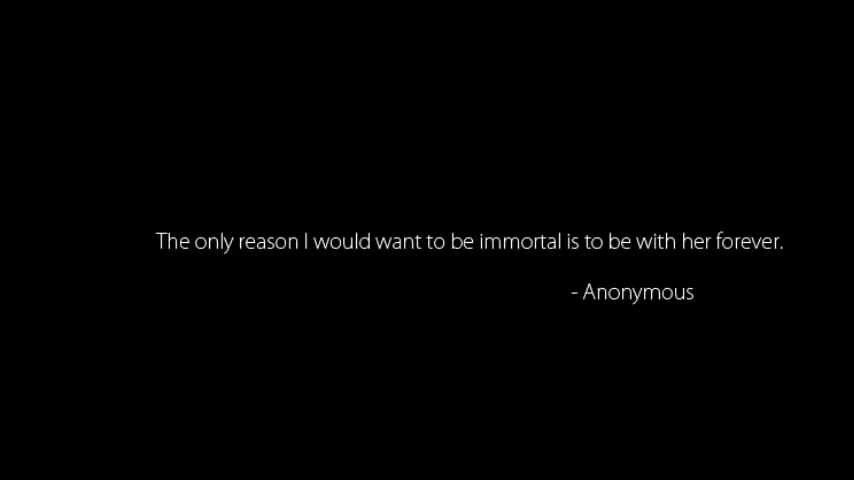 The only reason I would want to be immortal is to be with her forever.
- Anonymous